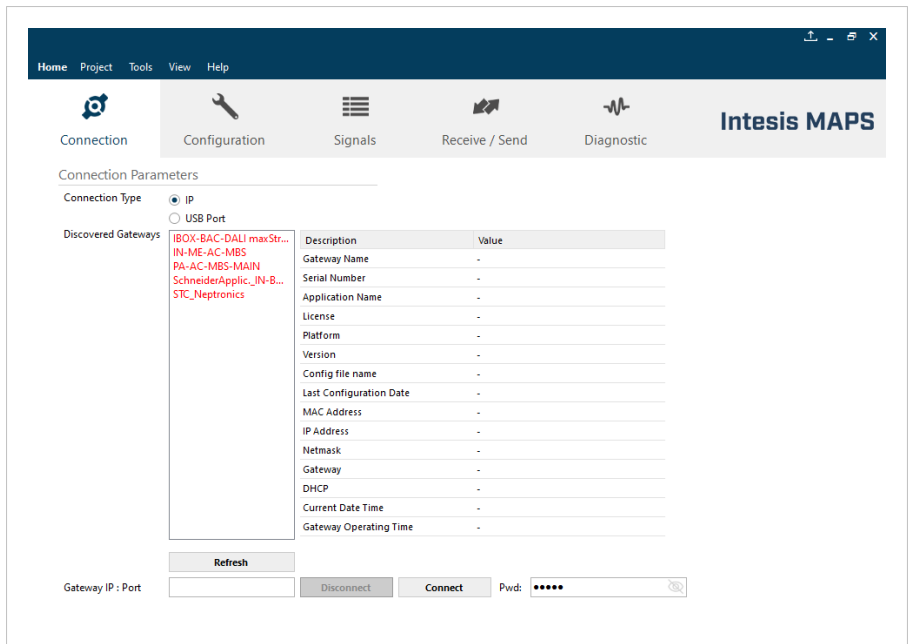 Home Project Tools View Help
Connection Configuration Signals Receive / Send Diagnostic Intesis MAPS
Connection Parameters
Connection Type IP
USB Port
Discovered Gateways
IBOX-BAC-DALI maxStr...
IN-ME-AC-MBS
PA-AC-MBS-MAIN
SchneiderApplic._IN-B...
STC_Neptronics
Description Value
Gateway Name -
Serial Number -
Application Name -
License -
Platform -
Version -
Config file name -
Last Configuration Date -
MAC Address -
IP Address -
Netmask -
Gateway -
DHCP -
Current Date Time -
Gateway Operating Time -
Refresh
Gateway IP : Port Disconnect Connect Pwd: •••••